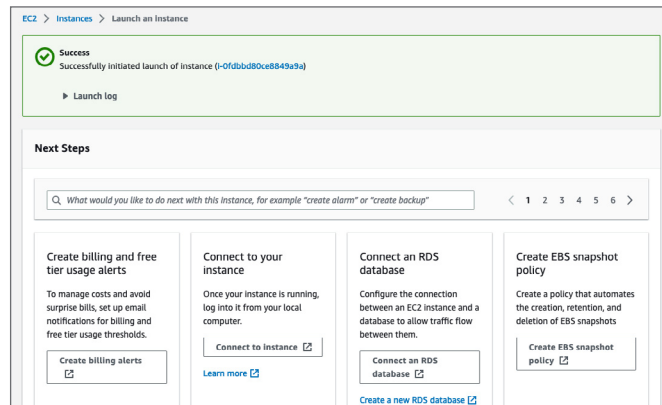 EC2 > Instances > Launch an instance
Success
Successfully initiated launch of instance (i-0fdbbd80ce8849a9a)
Launch log
Next Steps
What would you like to do next with this instance, for example "create alarm" or "create backup"
1 2 3 4 5 6
Create billing and free
tier usage alerts
To manage costs and avoid
surprise bills, set up email
notifications for billing and
free tier usage thresholds.
Create billing alerts
Connect to your
instance
Once your instance is running,
log into it from your local
computer.
Connect to instance
Learn more
Connect an RDS
database
Configure the connection
between an EC2 instance and a
database to allow traffic flow
between them.
Connect an RDS
database
Create a new RDS database
Create EBS snapshot
policy
Create a policy that automates
the creation, retention, and
deletion of EBS snapshots
Create EBS snapshot
policy